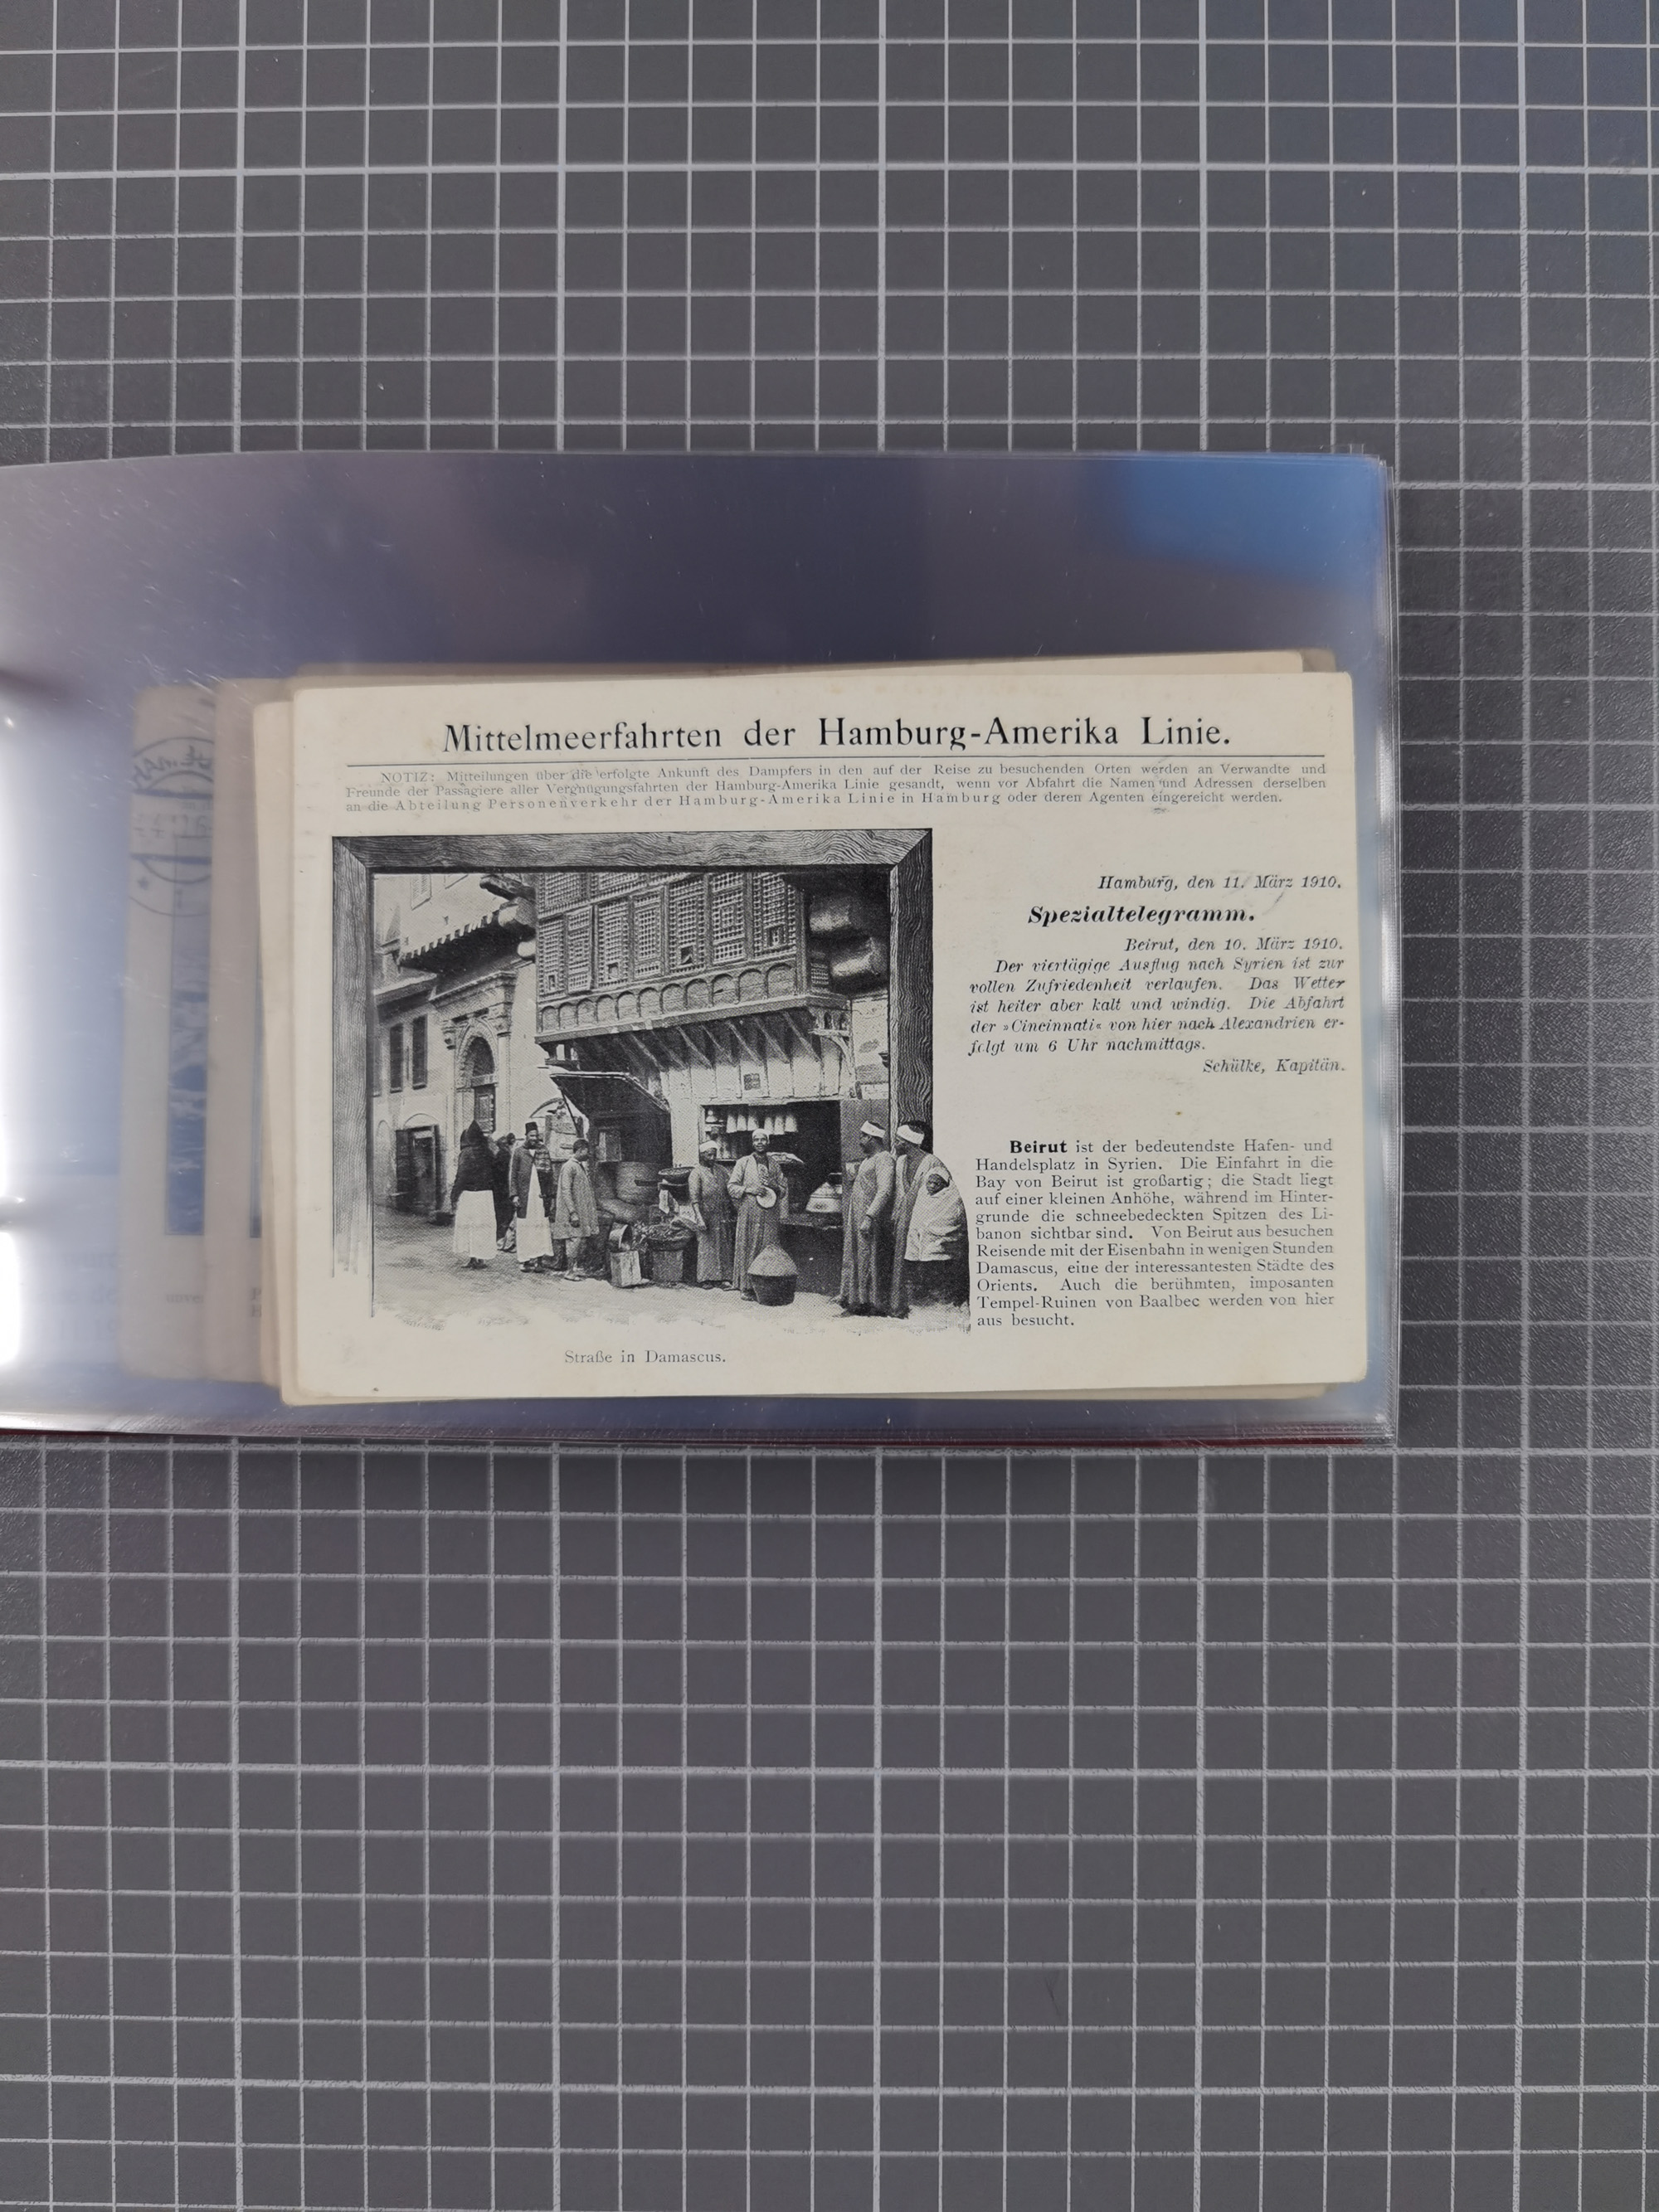 Mittelmeerfahrten der Hamburg-Amerika Linie.
NOTIZ: Mitteilungen über die erfolgte Ankunft des Dampfers in den auf der Reise zu besuchenden Orten werden an Verwandte und
Freunde der Passagiere aller Vergnügungsfahrten der Hamburg-Amerika Linie gesandt, wenn vor Abfahrt die Namen und Adressen derselben
an die Abteilung Personenverkehr der Hamburg-Amerika Linie in Hamburg oder deren Agenten eingereicht werden.
Hamburg, den 11. März 1910.
Spezialtelegramm.
Beirut, den 10. März 1910.
Der viertägige Ausflug nach Syrien ist zur
vollen Zufriedenheit verlaufen. Das Wetter
ist heiter aber kalt und windig. Die Abfahrt
der »Cincinnati« von hier nach Alexandrien er-
folgt um 6 Uhr nachmittags.
Schülke, Kapitän.
Beirut ist der bedeutendste Hafen- und
Handelsplatz in Syrien. Die Einfahrt in die
Bay von Beirut ist großartig; die Stadt liegt
auf einer kleinen Anhöhe, während im Hinter-
grunde die schneebedeckten Spitzen des Li-
banon sichtbar sind. Von Beirut aus besuchen
Reisende mit der Eisenbahn in wenigen Stunden
Damascus, eine der interessantesten Städte des
Orients. Auch die berühmten, imposanten
Tempel-Ruinen von Baalbec werden von hier
aus besucht.
Straße in Damascus.